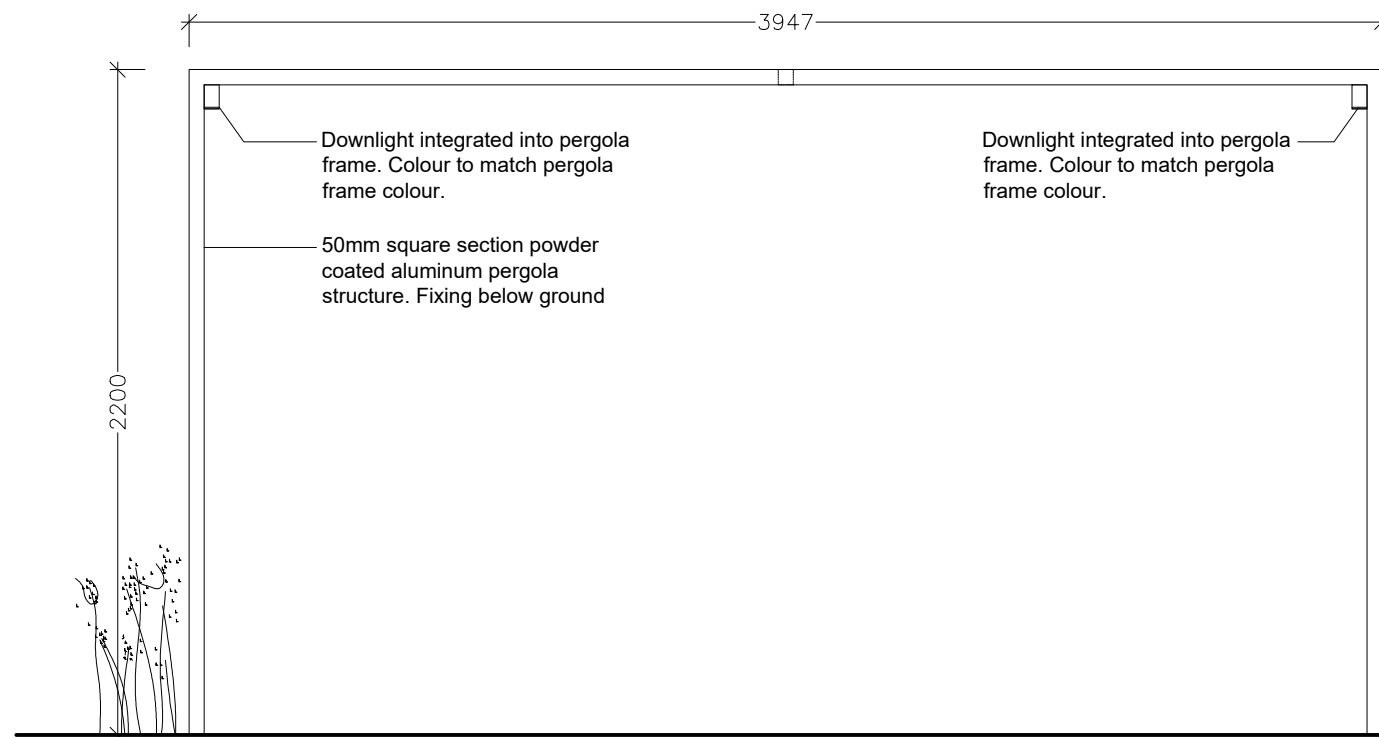 3947
Downlight integrated into pergola
frame. Colour to match pergola
frame colour.
Downlight integrated into pergola
frame. Colour to match pergola
frame colour.
50mm square section powder
coated aluminum pergola
structure. Fixing below ground
2200